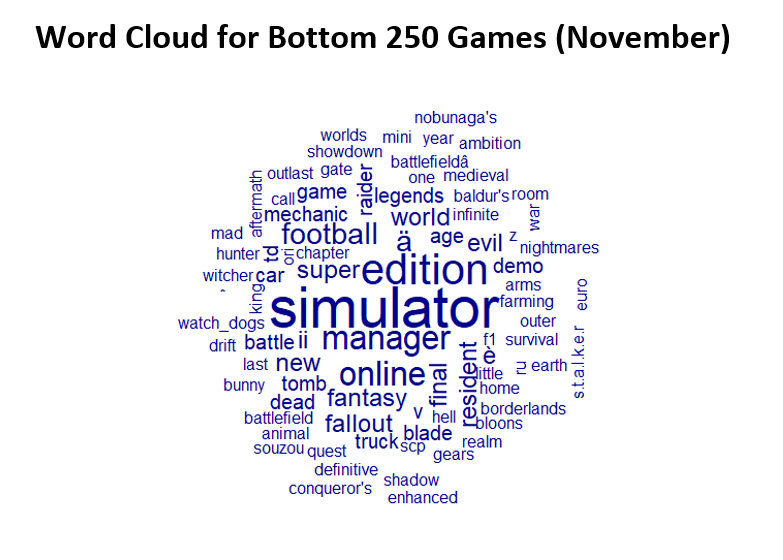 Word Cloud for Bottom 250 Games (November)
nobunaga's
worlds mini year ambition
showdown
battlefieldâ
outlast gate one medieval
aftermath call game raider legends baldur's room
mechanic world infinite war
mad football ä age evil z nightmares
hunter td ori chapter
witcher car super edition demo
ˆ king simulator arms euro
farming
watch_dogs manager outer
drift battle ii f1 survival s.t.a.l.k.e.r
last new online final resident è little ru earth
bunny tomb home
dead fantasy v borderlands
battlefield fallout hell bloons
animal truck blade realm
souzou quest scp gears
definitive shadow
conqueror's enhanced